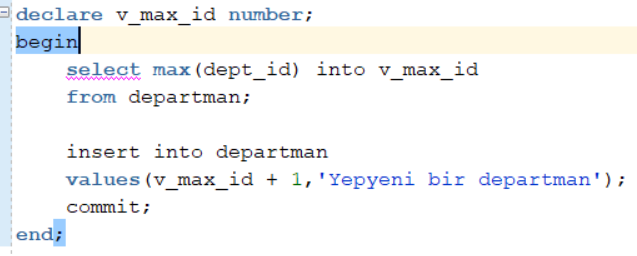 declare v_max_id number;
begin
select max(dept_id) into v_max_id
from departman;
insert into departman
values(v_max_id + 1,'Yepyeni bir departman');
commit;
end;